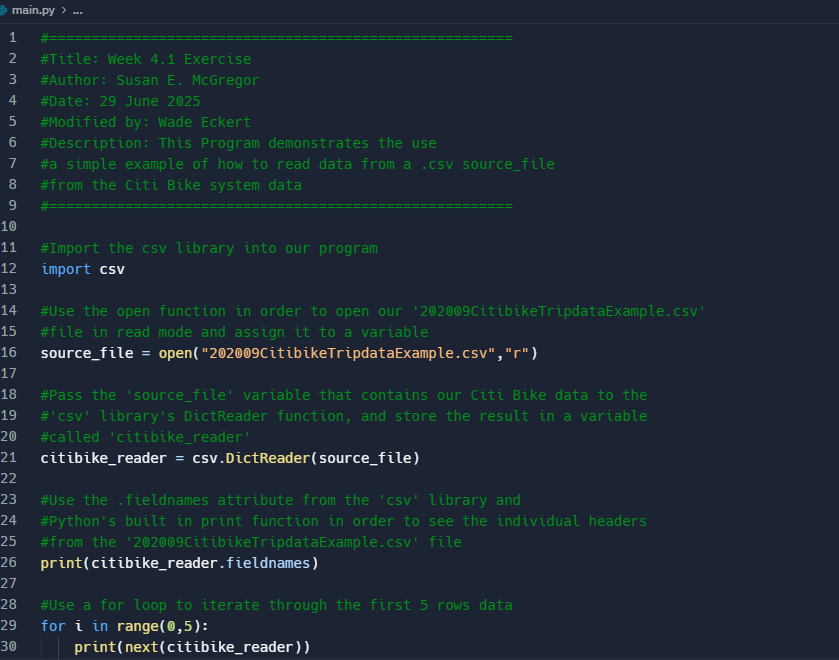 main.py > ...
1 #=======================================================
2 #Title: Week 4.1 Exercise
3 #Author: Susan E. McGregor
4 #Date: 29 June 2025
5 #Modified by: Wade Eckert
6 #Description: This Program demonstrates the use
7 #a simple example of how to read data from a .csv source_file
8 #from the Citi Bike system data
9 #=======================================================
10
11 #Import the csv library into our program
12 import csv
13
14 #Use the open function in order to open our '202009CitibikeTripdataExample.csv'
15 #file in read mode and assign it to a variable
16 source_file = open("202009CitibikeTripdataExample.csv","r")
17
18 #Pass the 'source_file' variable that contains our Citi Bike data to the
19 #'csv' library's DictReader function, and store the result in a variable
20 #called 'citibike_reader'
21 citibike_reader = csv.DictReader(source_file)
22
23 #Use the .fieldnames attribute from the 'csv' library and
24 #Python's built in print function in order to see the individual headers
25 #from the '202009CitibikeTripdataExample.csv' file
26 print(citibike_reader.fieldnames)
27
28 #Use a for loop to iterate through the first 5 rows data
29 for i in range(0,5):
30     print(next(citibike_reader))